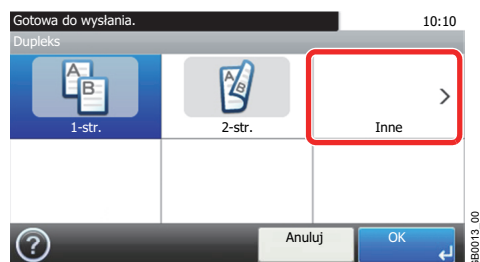 Gotowa do wysłania. 10:10
Dupleks
A B
A B
1-str. 2-str. Inne
? Anuluj OK
GB0013_00